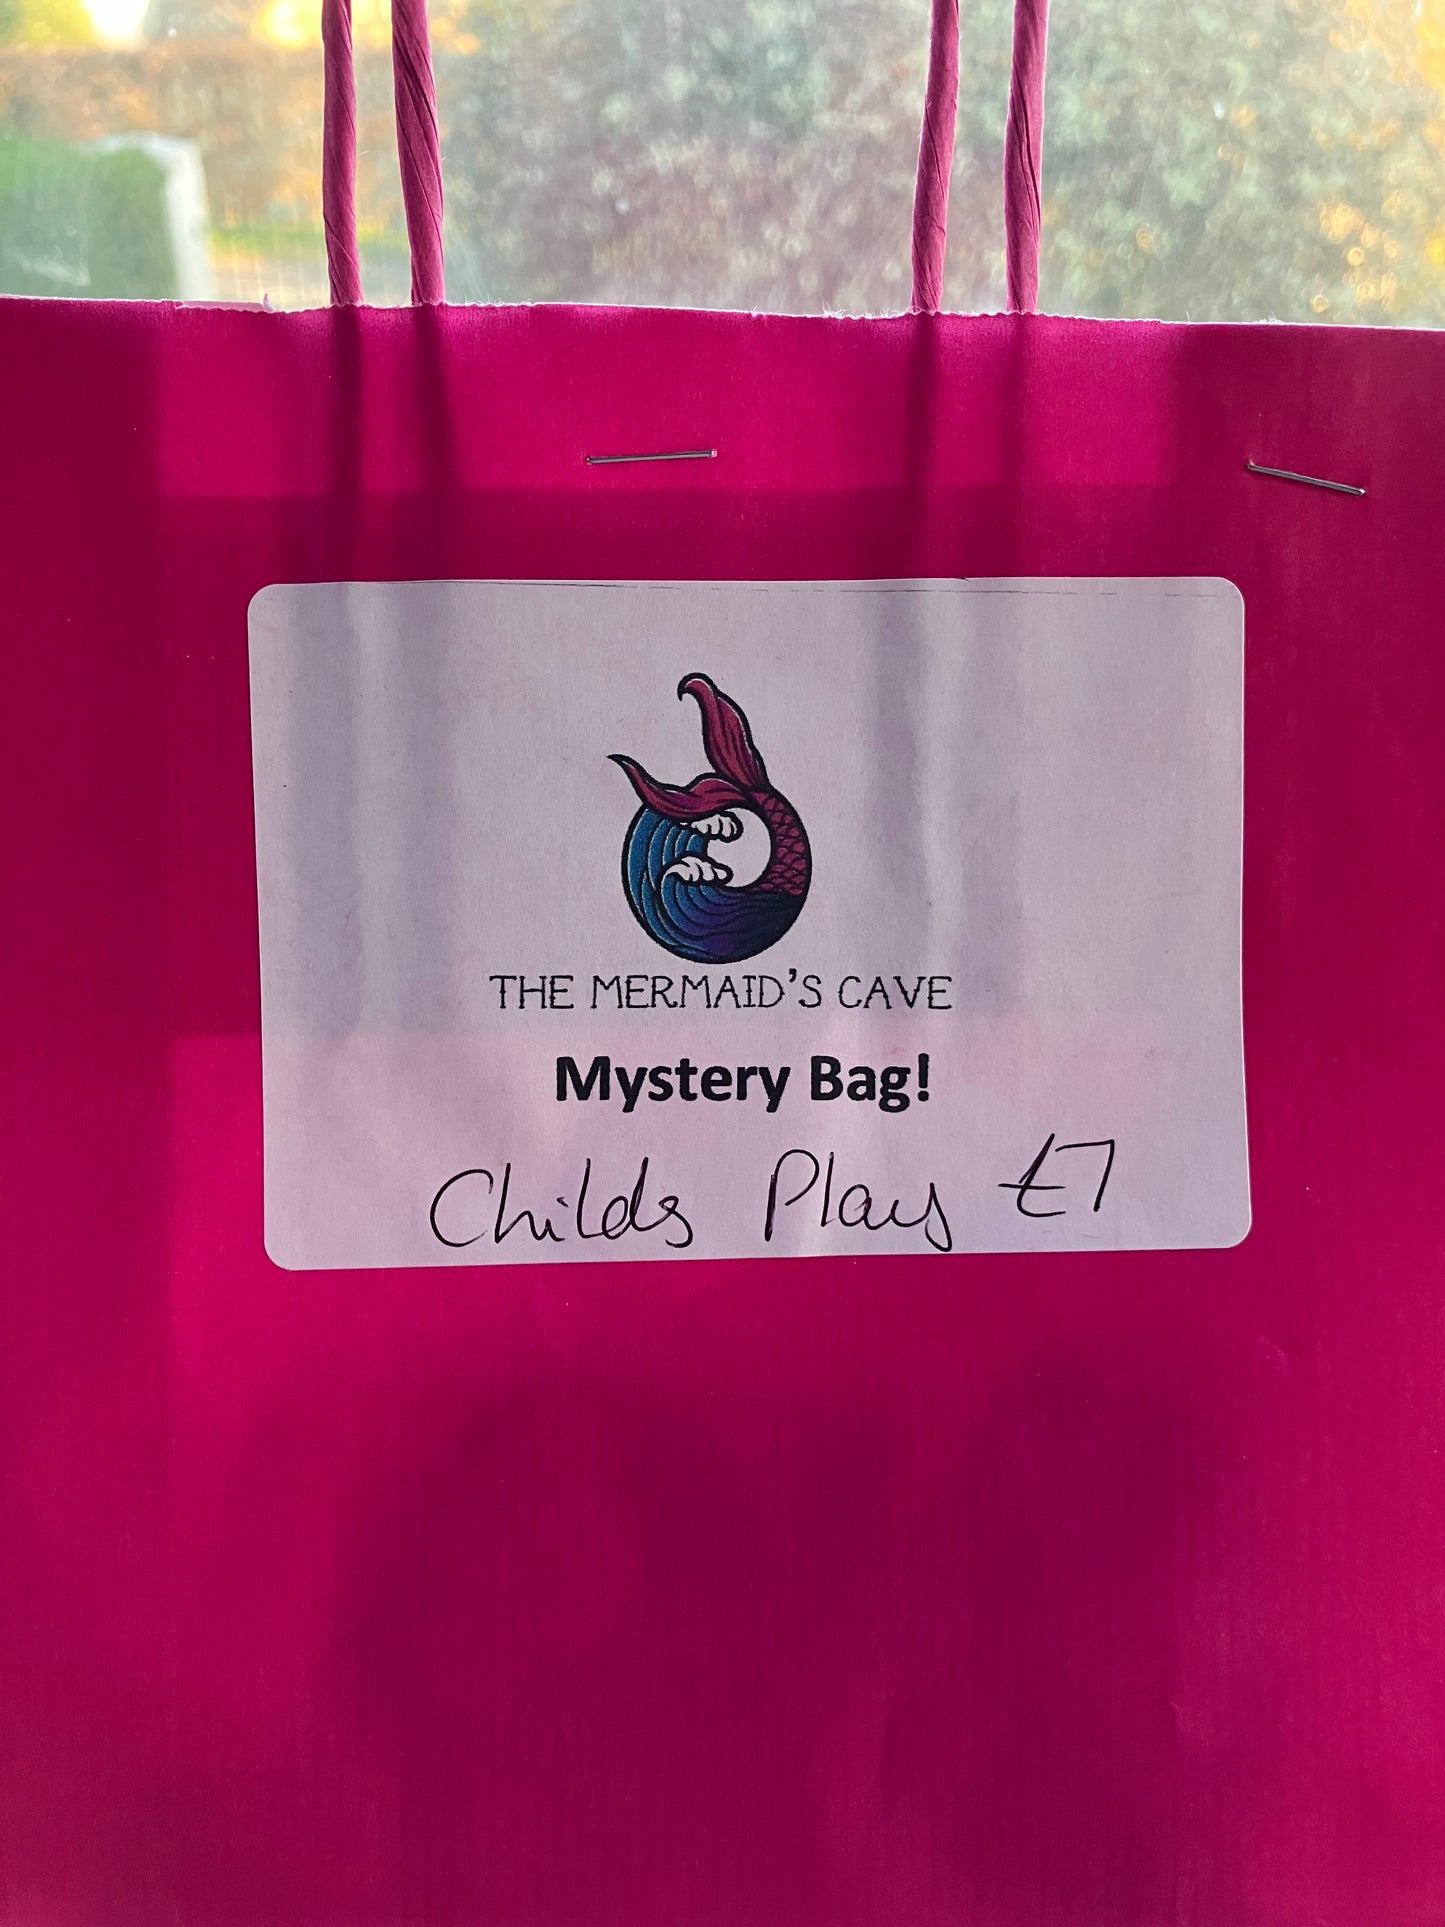 THE MERMAID'S CAVE
Mystery Bag!
Childs Play £7